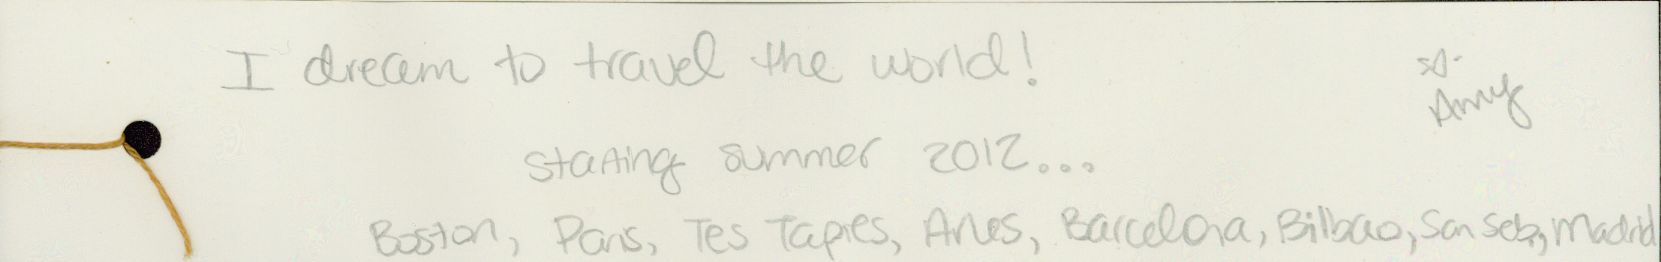 I dream to travel the world!
☆ Amy
starting summer 2012...
Boston, Paris, Tes Tapies, Arles, Barcelona, Bilbao, San Seb, Madrid